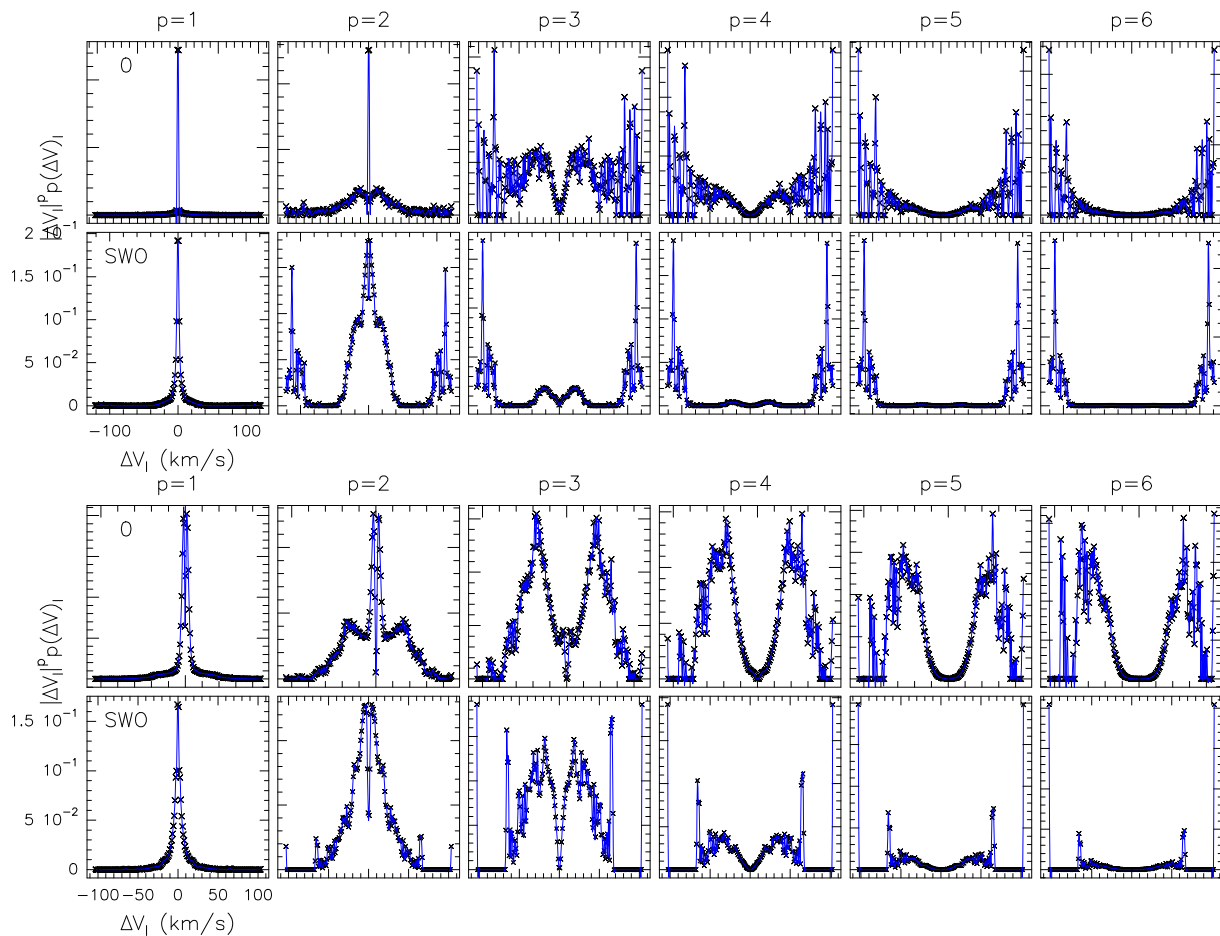 p=1 p=2 p=3 p=4 p=5 p=6
O
|ΔV_l|^p p(ΔV)_l
2 10^-1
SWO
1.5 10^-1
10^-1
5 10^-2
0
−100 0 100
ΔV_l (km/s)
p=1 p=2 p=3 p=4 p=5 p=6
O
|ΔV_l|^p p(ΔV)_l
SWO
1.5 10^-1
10^-1
5 10^-2
0
−100 −50 0 50 100
ΔV_l (km/s)